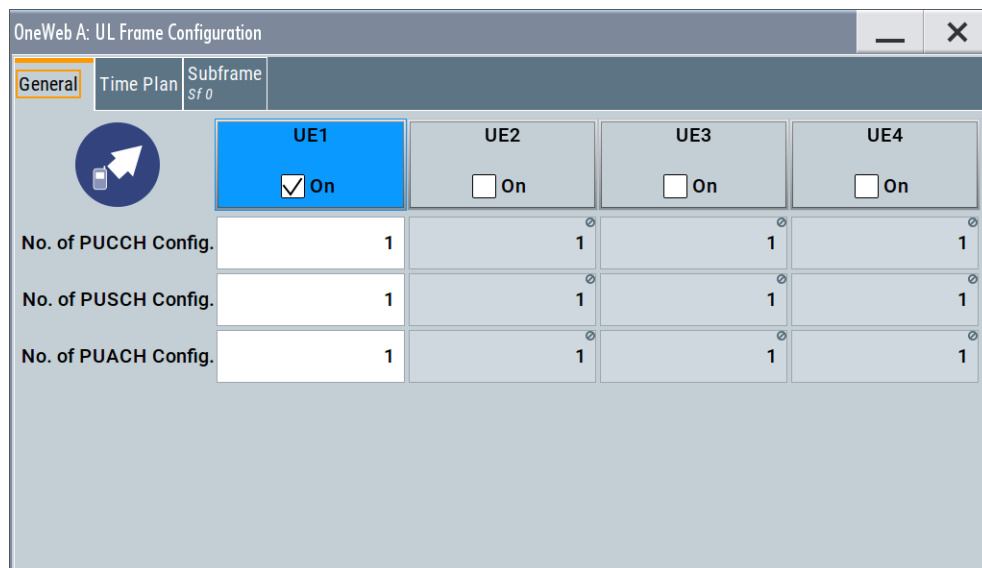 OneWeb A: UL Frame Configuration
General Time Plan Subframe
Sf 0
UE1 UE2 UE3 UE4
On On On On
No. of PUCCH Config. 1 1 1 1
No. of PUSCH Config. 1 1 1 1
No. of PUACH Config. 1 1 1 1